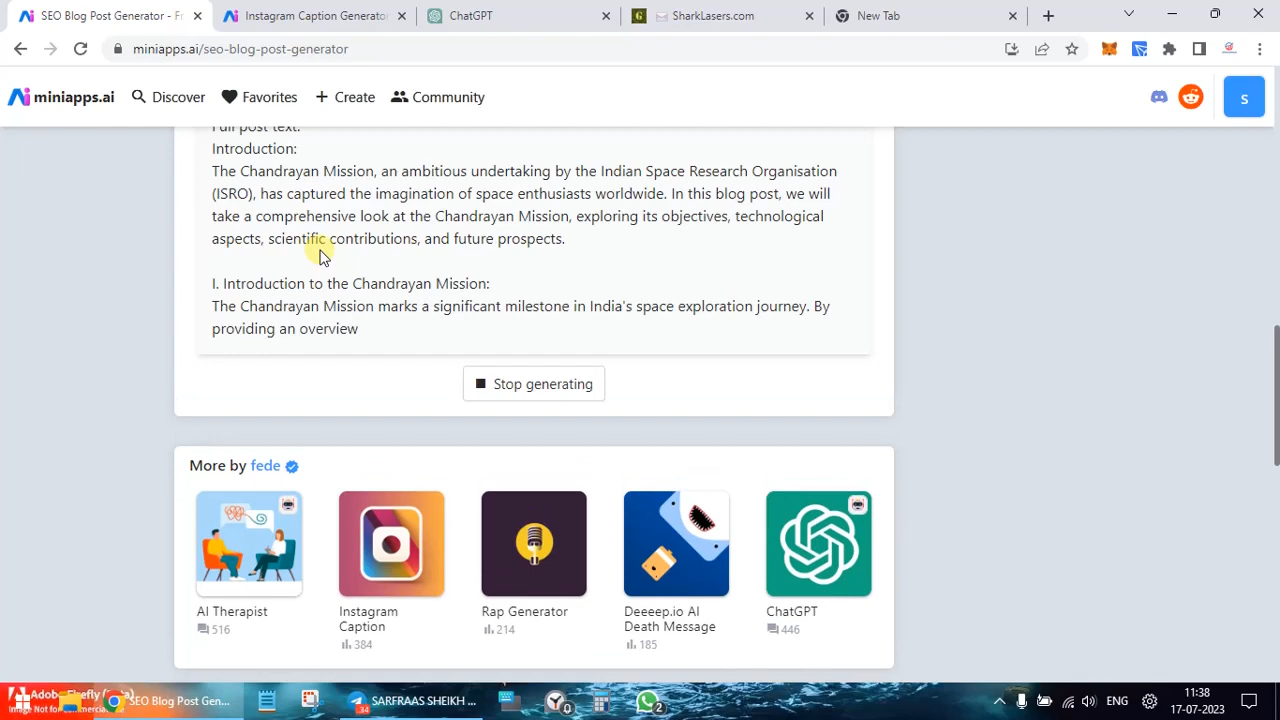 SEO Blog Post Generator - Fr
Instagram Caption Generator
ChatGPT
SharkLasers.com
New Tab
miniapps.ai/seo-blog-post-generator
miniapps.ai
Discover
Favorites
Create
Community
s
Full post text:
Introduction:
The Chandrayan Mission, an ambitious undertaking by the Indian Space Research Organisation
(ISRO), has captured the imagination of space enthusiasts worldwide. In this blog post, we will
take a comprehensive look at the Chandrayan Mission, exploring its objectives, technological
aspects, scientific contributions, and future prospects.
I. Introduction to the Chandrayan Mission:
The Chandrayan Mission marks a significant milestone in India's space exploration journey. By
providing an overview
Stop generating
More by fede
AI Therapist
516
Instagram
Caption
384
Rap Generator
214
Deeeep.io AI
Death Message
185
ChatGPT
446
Adobe Firefly (Beta)
SEO Blog Post Gen...
34
SARFRAAS SHEIKH ...
0
2
ENG
11:38
17-07-2023